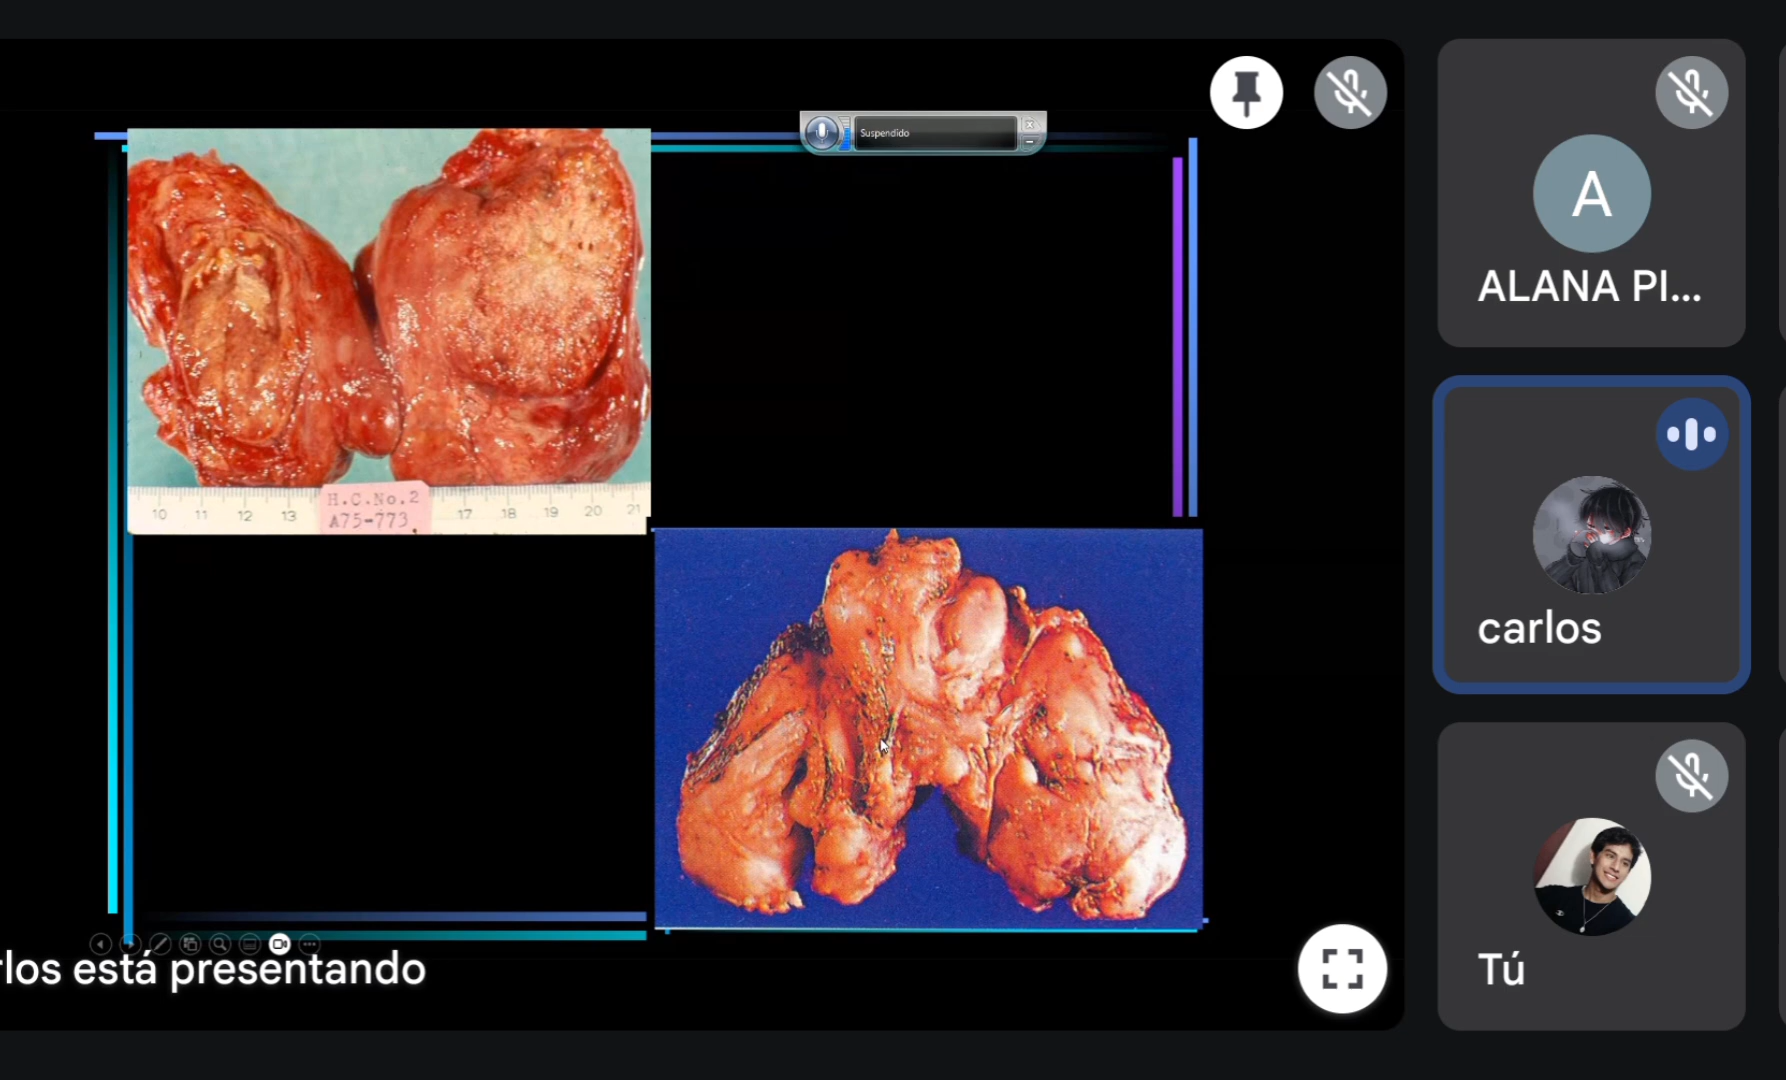 Suspendido
A
ALANA PI...
H.C.No.2
10 11 12 13 A75-773 17 18 19 20 21
carlos
rlos está presentando
Tú